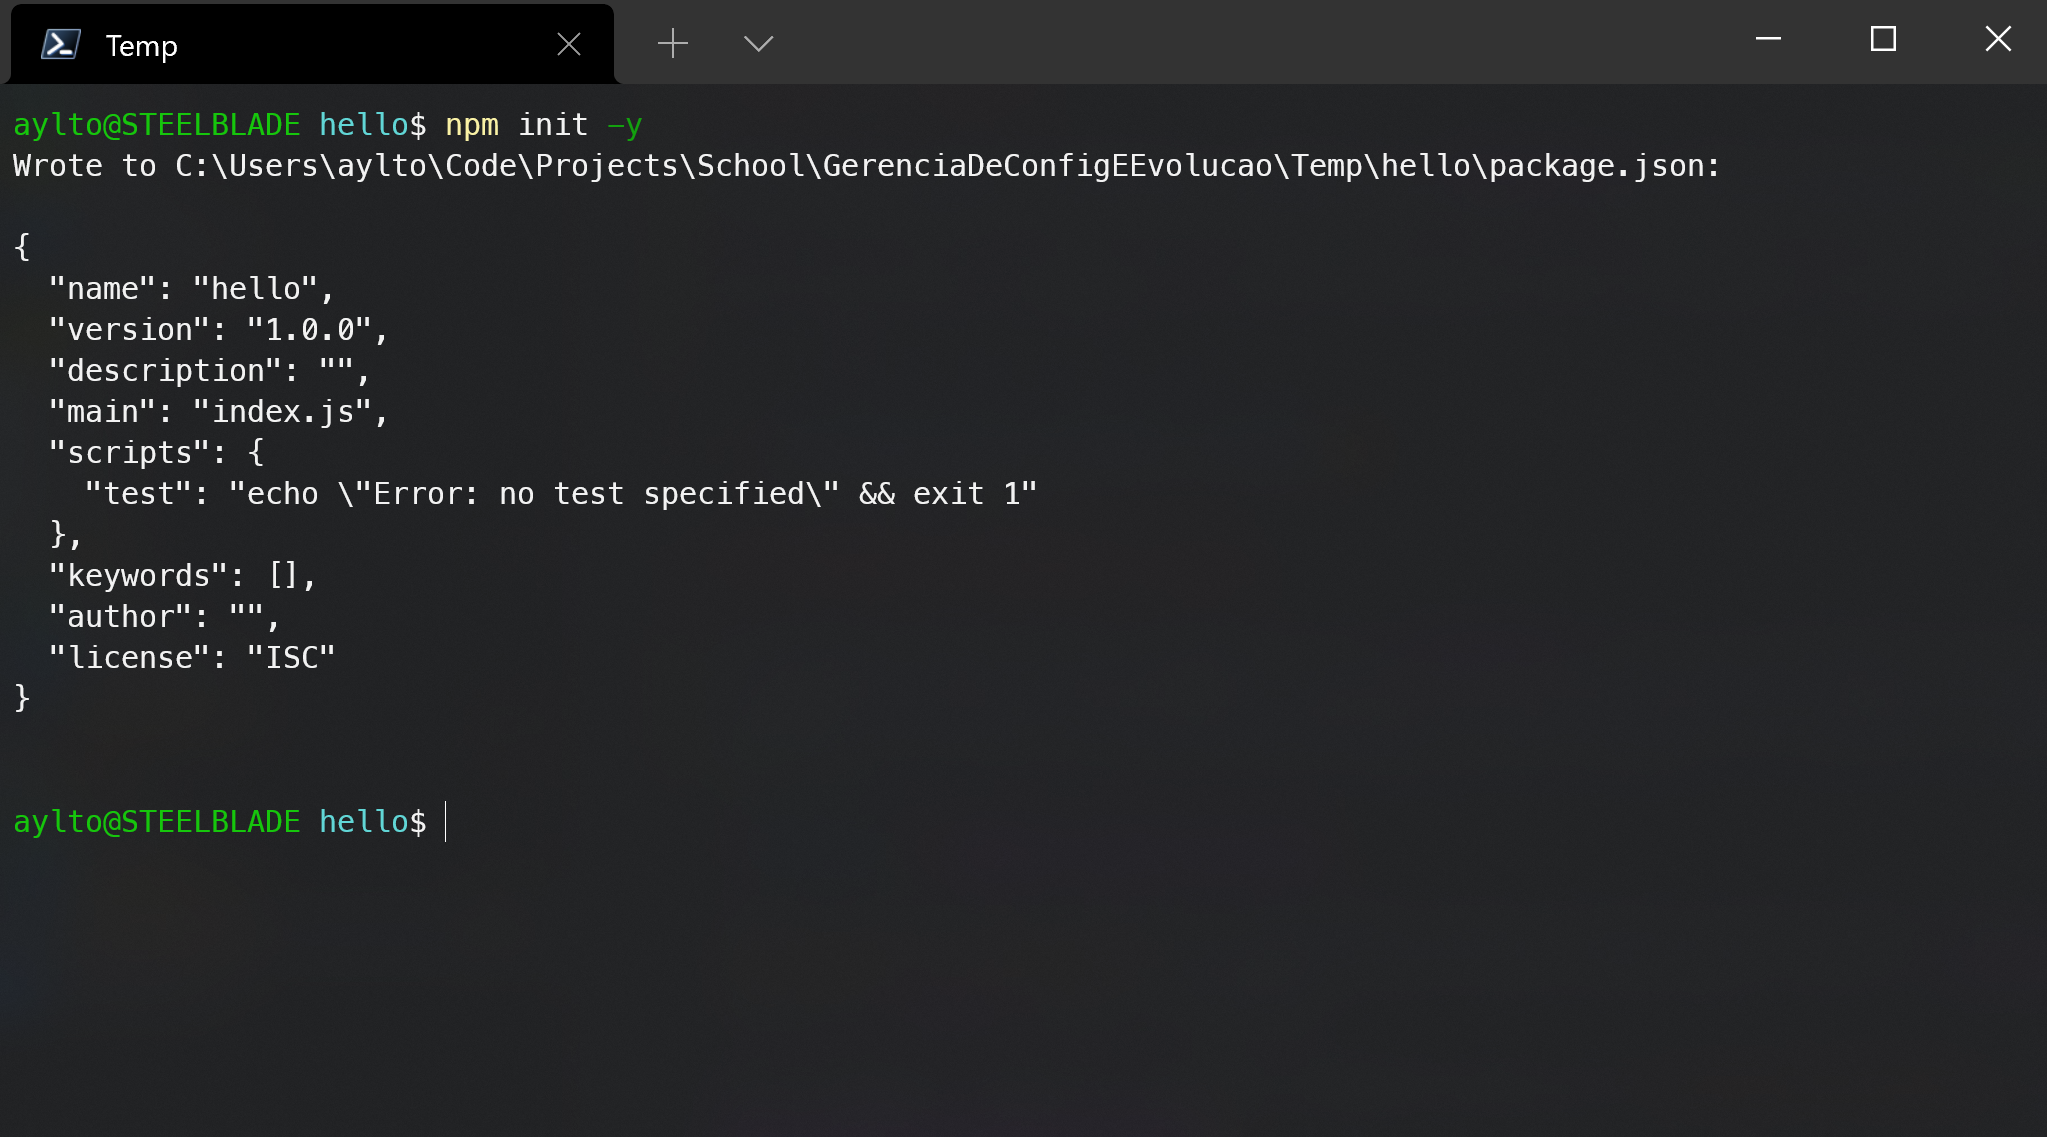 Temp
aylto@STEELBLADE hello$ npm init -y
Wrote to C:\Users\aylto\Code\Projects\School\GerenciaDeConfigEEvolucao\Temp\hello\package.json:
{
  "name": "hello",
  "version": "1.0.0",
  "description": "",
  "main": "index.js",
  "scripts": {
    "test": "echo \"Error: no test specified\" && exit 1"
  },
  "keywords": [],
  "author": "",
  "license": "ISC"
}
aylto@STEELBLADE hello$